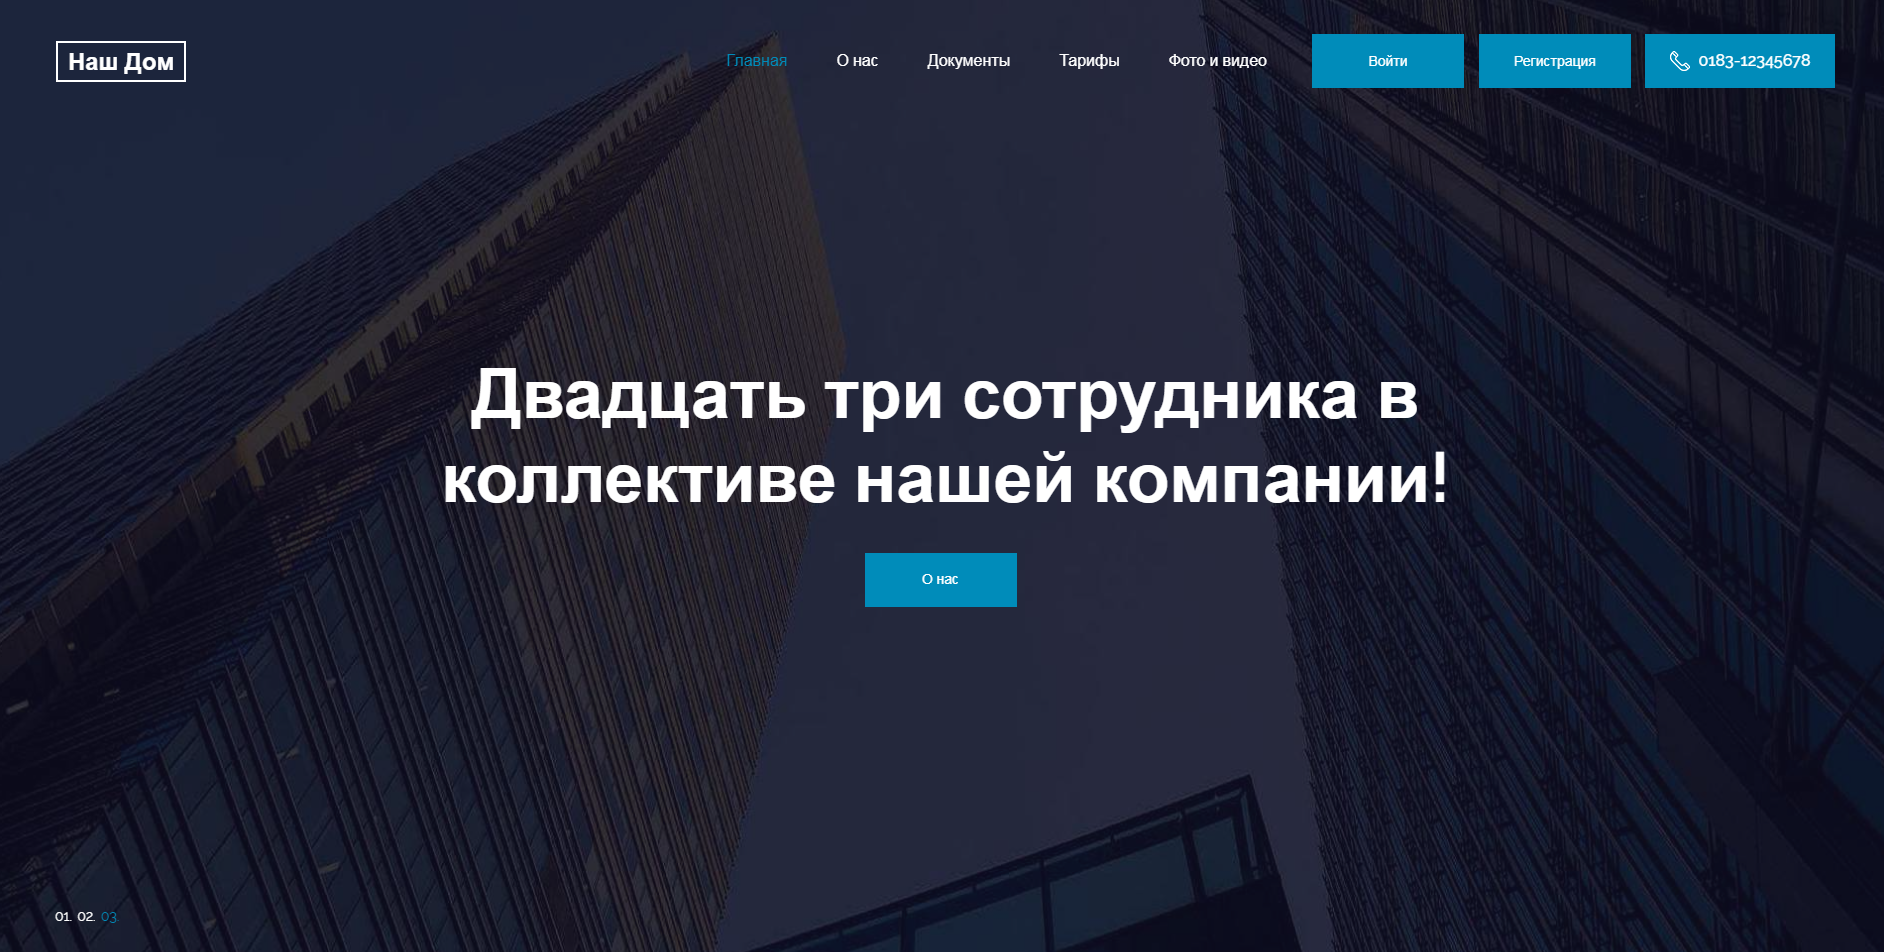 Наш Дом
Главная О нас Документы Тарифы Фото и видео Войти Регистрация 0183-12345678
Двадцать три сотрудника в
коллективе нашей компании!
О нас
01. 02. 03.